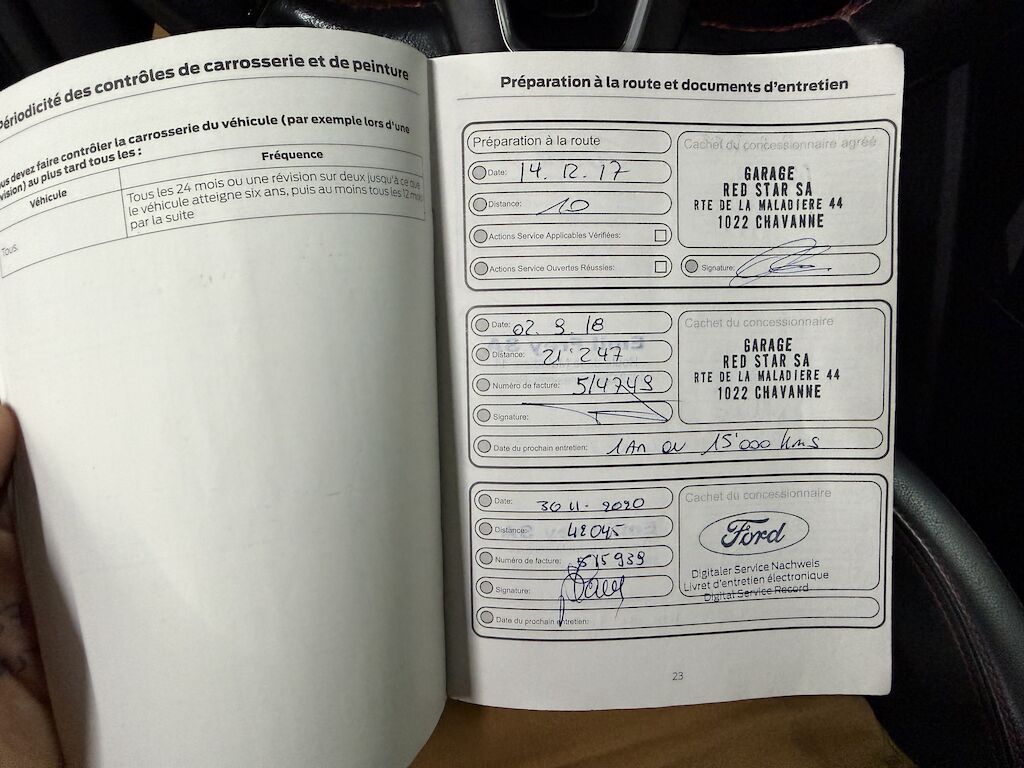 Périodicité des contrôles de carrosserie et de peinture
Vous devez faire contrôler la carrosserie du véhicule (par exemple lors d'une
révision) au plus tard tous les :
Véhicule
Fréquence
Tous.
Tous les 24 mois ou une révision sur deux jusqu'à ce que
le véhicule atteigne six ans, puis au moins tous les 12 mois
par la suite
Préparation à la route et documents d'entretien
Préparation à la route
Date: 14. 12. 17
Distance: 10
Actions Service Applicables Vérifiées:
Actions Service Ouvertes Réussies:
Cachet du concessionnaire agréé
GARAGE
RED STAR SA
RTE DE LA MALADIERE 44
1022 CHAVANNE
Signature:
Date: 02. 9. 18
Distance: 21'247
Numéro de facture: 514749
Signature:
Date du prochain entretien: 1 An ou 15'000 kms
Cachet du concessionnaire
GARAGE
RED STAR SA
RTE DE LA MALADIERE 44
1022 CHAVANNE
Date: 30 11. 2020
Distance: 42045
Numéro de facture: 515939
Signature:
Date du prochain entretien:
Cachet du concessionnaire
Ford
Digitaler Service Nachweis
Livret d'entretien électronique
Digital Service Record
23